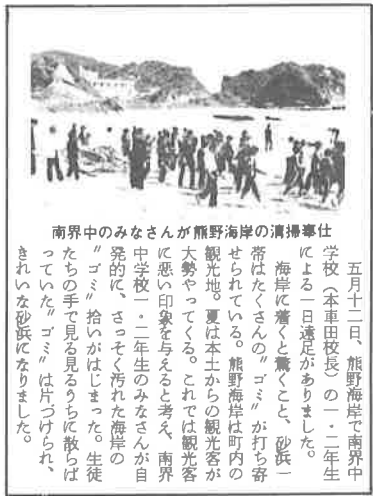 南界中のみなさんが熊野海岸の清掃奉仕
五月十二日、熊野海岸で南界中
学校（本車田校長）の一・二年生
による一日遠足がありました。
海岸に着くと驚くこと、砂浜一
帯はたくさんの〝ゴミ〟が打ち寄
せられている。熊野海岸は町内の
観光地。夏は本土からの観光客が
大勢やってくる。これでは観光客
に悪い印象を与えると考え、南界
中学校一・二年生のみなさんが自
発的に、さっそく汚れた海岸の
〝ゴミ〟拾いがはじまった。生徒
たちの手で見る見るうちに散らば
っていた〝ゴミ〟は片づけられ、
きれいな砂浜になりました。